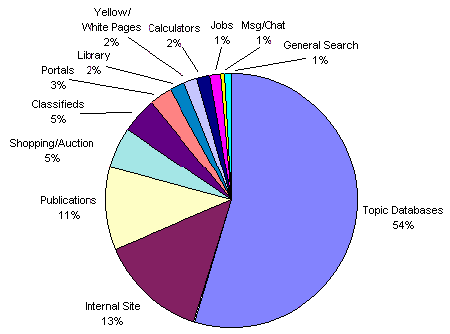 Yellow/
White Pages
2%
Calculators
2%
Jobs
1%
Msg/Chat
1%
General Search
1%
Library
2%
Portals
3%
Classifieds
5%
Shopping/Auction
5%
Publications
11%
Topic Databases
54%
Internal Site
13%